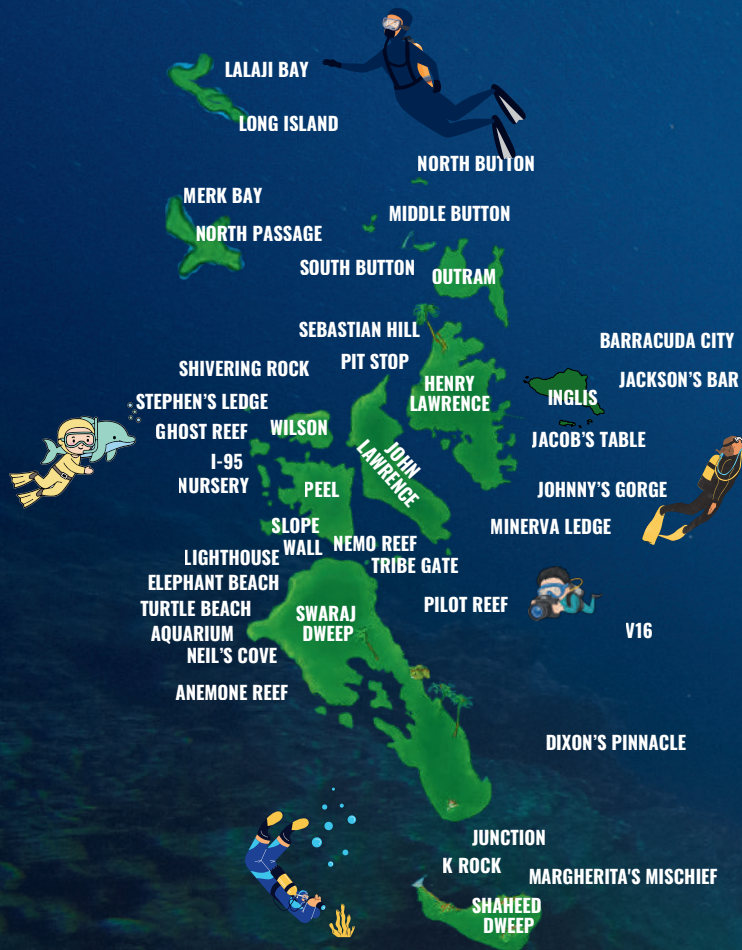 LALAJI BAY
LONG ISLAND
NORTH BUTTON
MERK BAY
MIDDLE BUTTON
NORTH PASSAGE
SOUTH BUTTON
OUTRAM
SEBASTIAN HILL
BARRACUDA CITY
PIT STOP
SHIVERING ROCK
JACKSON'S BAR
HENRY
LAWRENCE
INGLIS
STEPHEN'S LEDGE
GHOST REEF
WILSON
JACOB'S TABLE
JOHN
LAWRENCE
I-95
NURSERY
PEEL
JOHNNY'S GORGE
SLOPE
WALL
MINERVA LEDGE
NEMO REEF
LIGHTHOUSE
TRIBE GATE
ELEPHANT BEACH
TURTLE BEACH
PILOT REEF
SWARAJ
DWEEP
AQUARIUM
V16
NEIL'S COVE
ANEMONE REEF
DIXON'S PINNACLE
JUNCTION
K ROCK
MARGHERITA'S MISCHIEF
SHAHEED
DWEEP